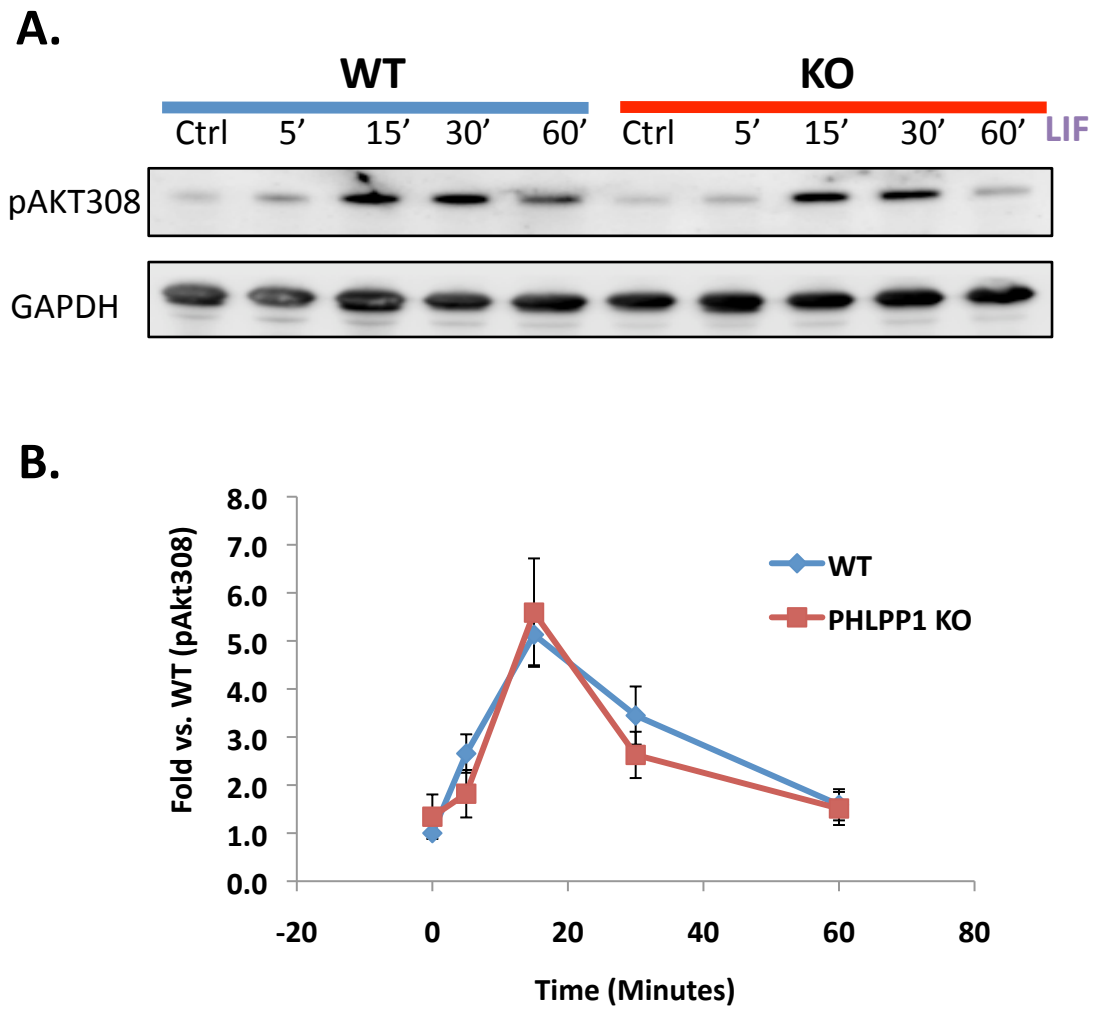 A.
WT KO
Ctrl 5’ 15’ 30’ 60’ Ctrl 5’ 15’ 30’ 60’ LIF
pAKT308
GAPDH
B.
8.0
7.0
6.0
5.0
4.0
3.0
2.0
1.0
0.0
Fold vs. WT (pAkt308)
WT
PHLPP1 KO
-20 0 20 40 60 80
Time (Minutes)